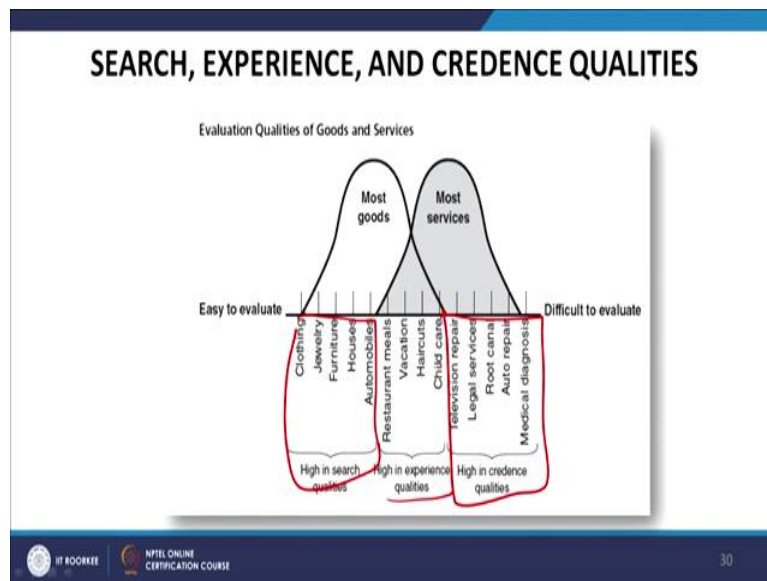 SEARCH, EXPERIENCE, AND CREDENCE QUALITIES
Evaluation Qualities of Goods and Services
Most
goods
Most
services
Easy to evaluate
Difficult to evaluate
Clothing
Jewelry
Furniture
Houses
Automobiles
Restaurant meals
Vacation
Haircuts
Child care
Television repair
Legal services
Root canal
Auto repair
Medical diagnosis
High in search
qualities
High in experience
qualities
High in credence
qualities
IIT ROORKEE
NPTEL ONLINE
CERTIFICATION COURSE
30